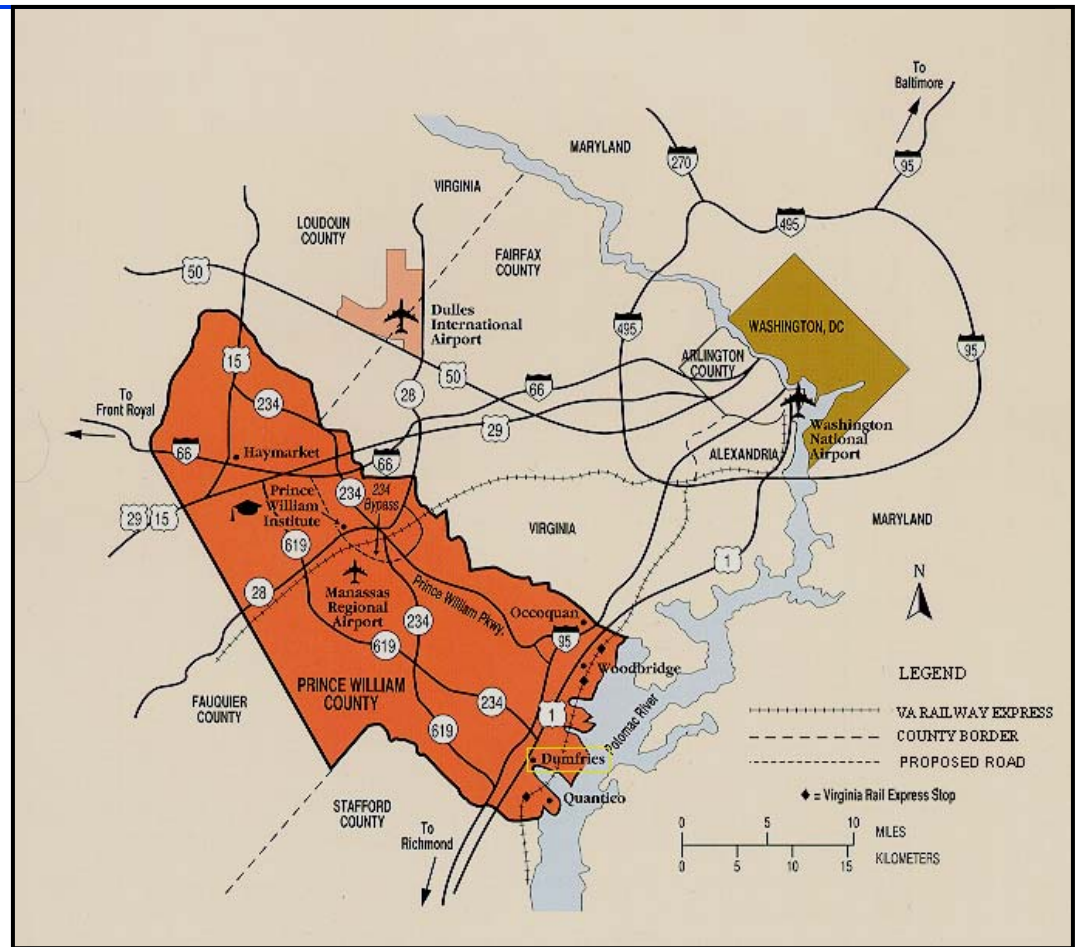 To
Baltimore
MARYLAND
270
95
VIRGINIA
495
LOUDOUN
COUNTY
FAIRFAX
COUNTY
50
Dulles
International
Airport
495
WASHINGTON, DC
95
15
ARLINGTON
COUNTY
50
66
28
234
To
Front Royal
29
Washington
National
Airport
66
Haymarket
66
ALEXANDRIA
234
234
Bypass
Prince
William
Institute
29
15
VIRGINIA
MARYLAND
619
1
N
28
Manassas
Regional
Airport
Prince William Pkwy.
Occoquan
234
95
619
Woodbridge
LEGEND
PRINCE WILLIAM
COUNTY
FAUQUIER
COUNTY
234
1
Potomac River
VA RAILWAY EXPRESS
619
COUNTY BORDER
Dumfries
PROPOSED ROAD
Quantico
= Virginia Rail Express Stop
STAFFORD
COUNTY
To
Richmond
0 5 10
MILES
0 5 10 15
KILOMETERS